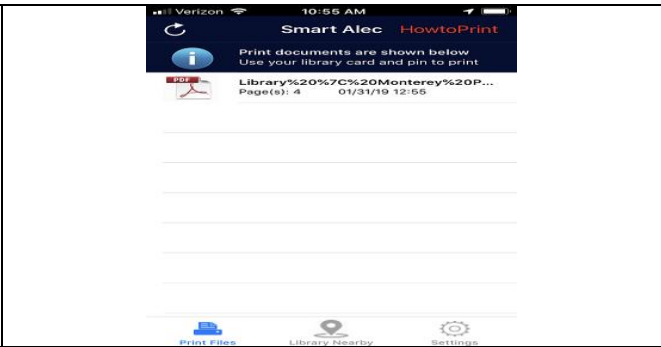 Verizon 10:55 AM
Smart Alec HowtoPrint
i Print documents are shown below
Use your library card and pin to print
PDF Library%20%7C%20Monterey%20P...
Page(s): 4 01/31/19 12:55
Print Files Library Nearby Settings